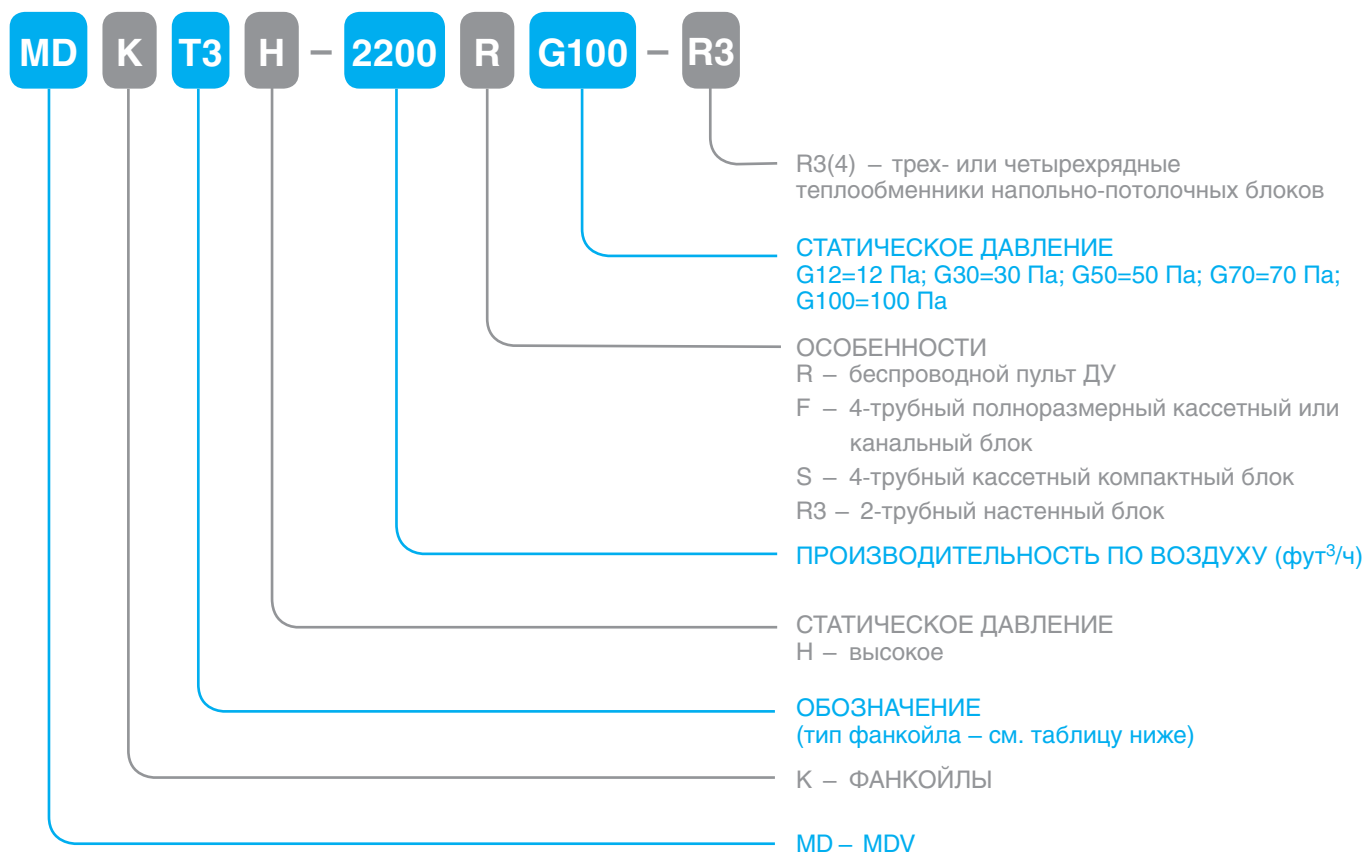 MD K T3 H – 2200 R G100 – R3
R3(4) – трех- или четырехрядные
теплообменники напольно-потолочных блоков
СТАТИЧЕСКОЕ ДАВЛЕНИЕ
G12=12 Па; G30=30 Па; G50=50 Па; G70=70 Па;
G100=100 Па
ОСОБЕННОСТИ
R – беспроводной пульт ДУ
F – 4-трубный полноразмерный кассетный или
канальный блок
S – 4-трубный кассетный компактный блок
R3 – 2-трубный настенный блок
ПРОИЗВОДИТЕЛЬНОСТЬ ПО ВОЗДУХУ (фут³/ч)
СТАТИЧЕСКОЕ ДАВЛЕНИЕ
H – высокое
ОБОЗНАЧЕНИЕ
(тип фанкойла – см. таблицу ниже)
К – ФАНКОЙЛЫ
MD – MDV